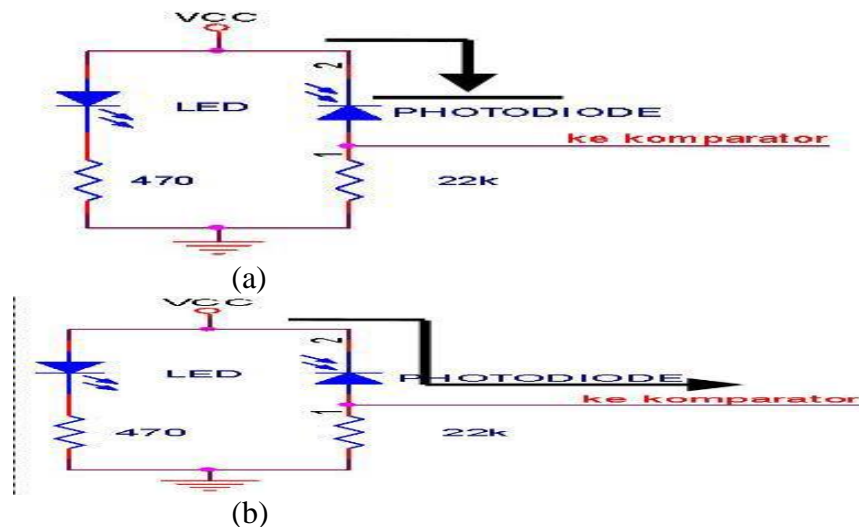 VCC
2
LED
PHOTODIODE
ke komparator
1
470
22k
(a)
VCC
2
LED
PHOTODIODE
ke komparator
1
470
22k
(b)